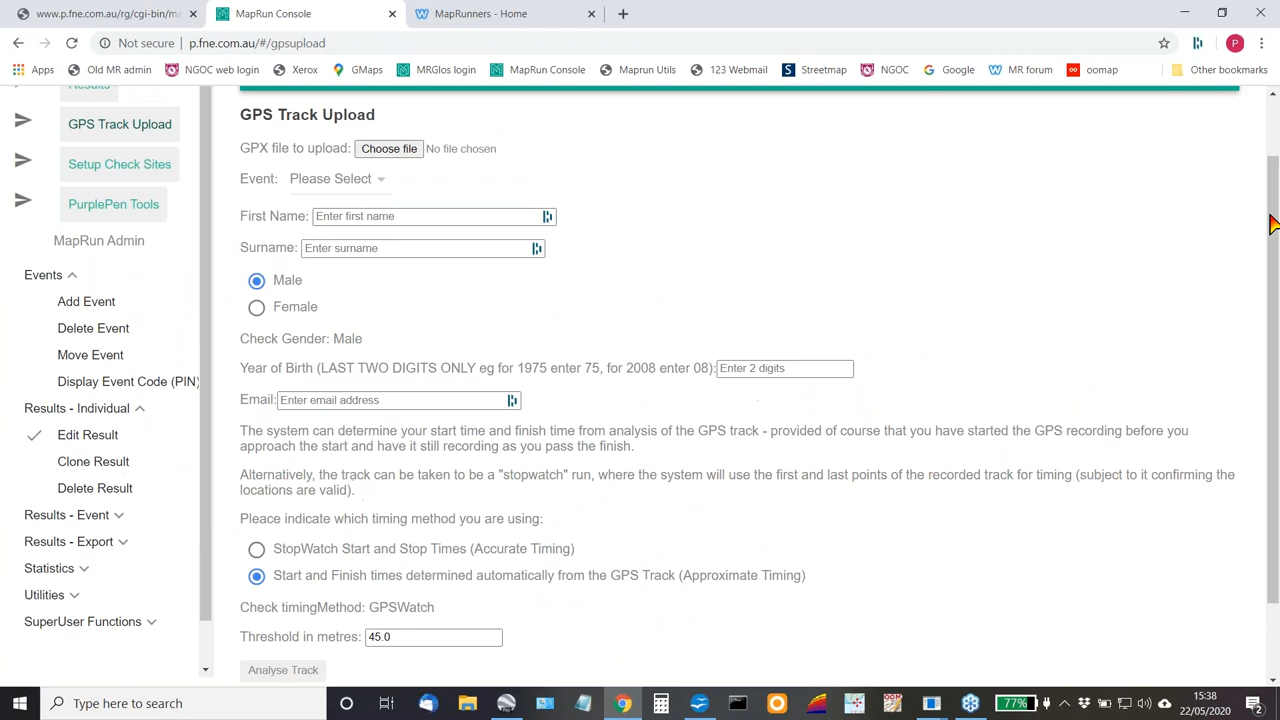 www.p.fne.com.au/rg/cgi-bin/ma
MapRun Console
MapRunners - Home
Not secure
p.fne.com.au/#/gpsupload
Apps
Old MR admin
NGOC web login
Xerox
GMaps
MRGlos login
MapRun Console
Maprun Utils
123 Webmail
Streetmap
NGOC
Google
MR forum
oomap
Other bookmarks
Results
GPS Track Upload
Setup Check Sites
PurplePen Tools
MapRun Admin
Events
Add Event
Delete Event
Move Event
Display Event Code (PIN)
Results - Individual
Edit Result
Clone Result
Delete Result
Results - Event
Results - Export
Statistics
Utilities
SuperUser Functions
GPS Track Upload
GPX file to upload: Choose file No file chosen
Event: Please Select
First Name: Enter first name
Surname: Enter surname
Male
Female
Check Gender: Male
Year of Birth (LAST TWO DIGITS ONLY eg for 1975 enter 75, for 2008 enter 08): Enter 2 digits
Email: Enter email address
The system can determine your start time and finish time from analysis of the GPS track - provided of course that you have started the GPS recording before you
approach the start and have it still recording as you pass the finish.
Alternatively, the track can be taken to be a "stopwatch" run, where the system will use the first and last points of the recorded track for timing (subject to it confirming the
locations are valid).
Pleace indicate which timing method you are using:
StopWatch Start and Stop Times (Accurate Timing)
Start and Finish times determined automatically from the GPS Track (Approximate Timing)
Check timingMethod: GPSWatch
Threshold in metres: 45.0
Analyse Track
Type here to search
77%
15:38
22/05/2020
2